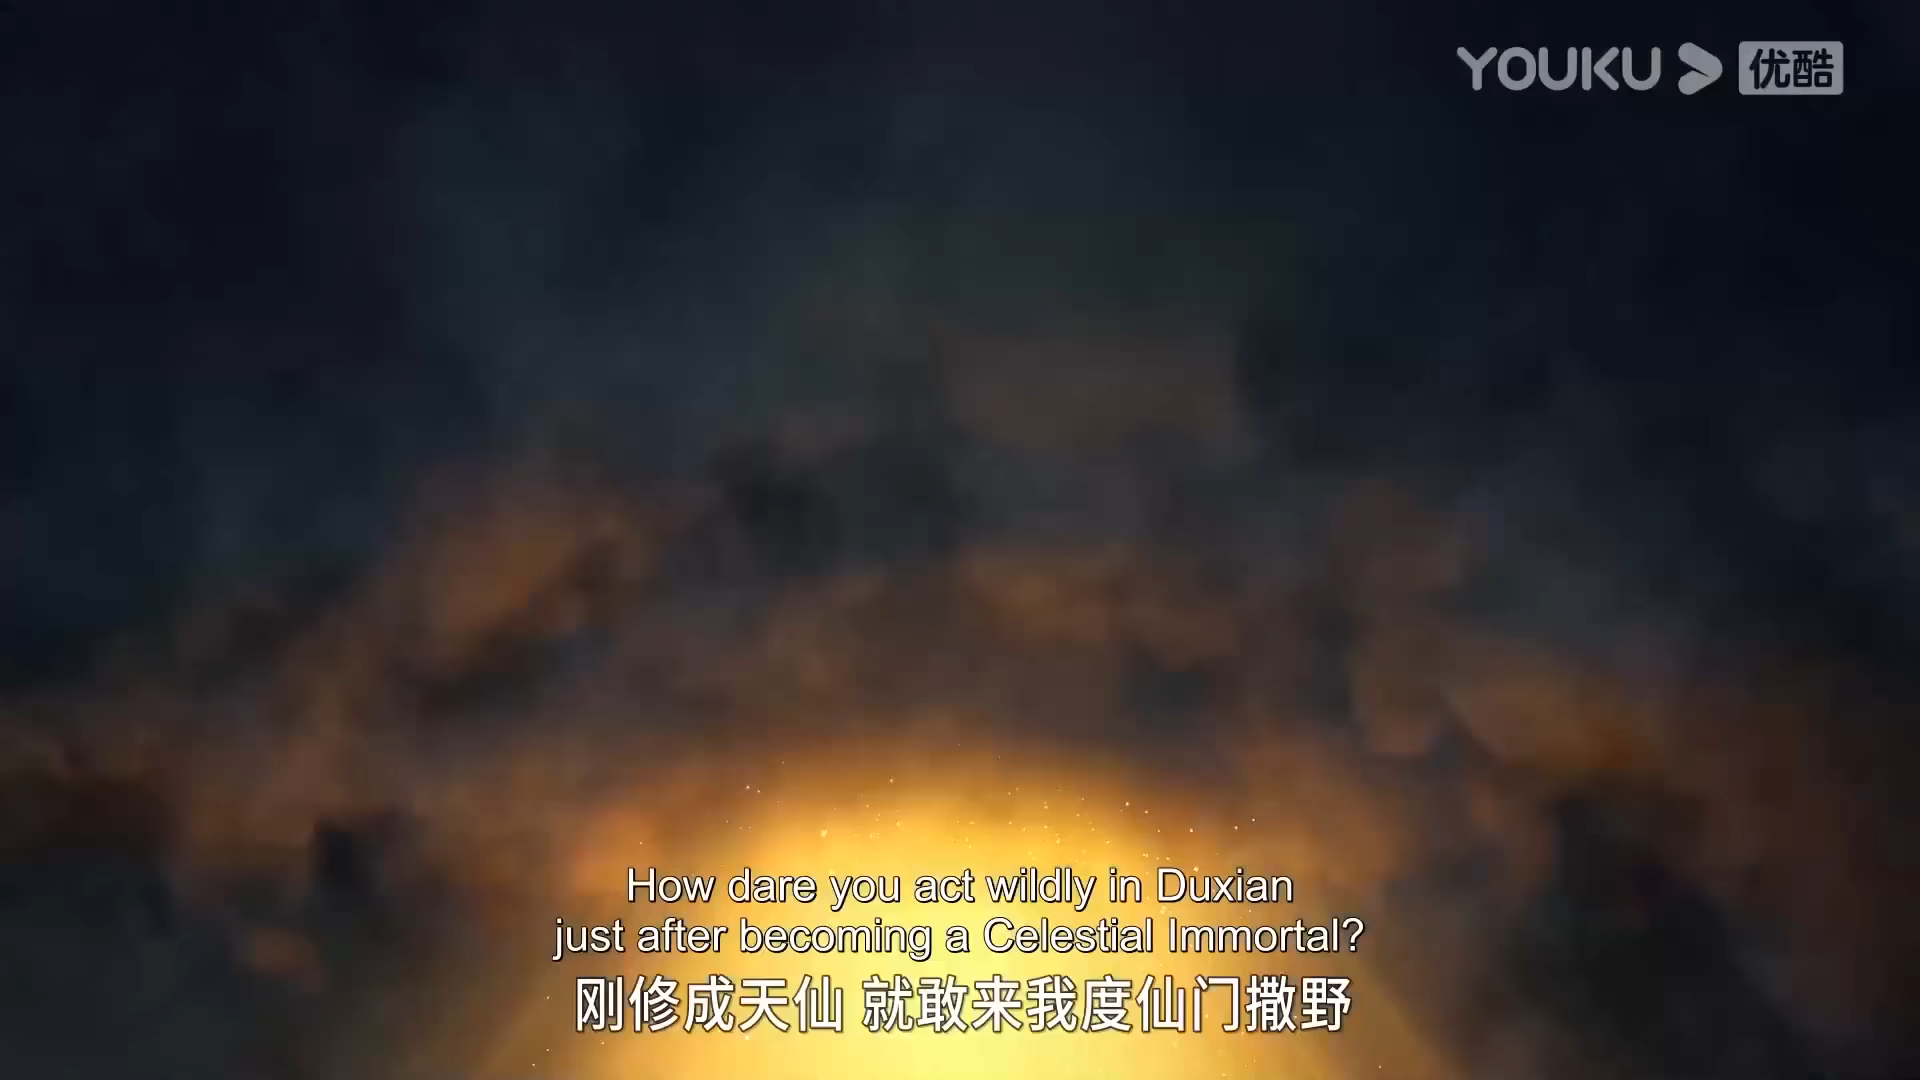 YOUKU 优酷
How dare you act wildly in Duxian
just after becoming a Celestial Immortal?
刚修成天仙 就敢来我度仙门撒野